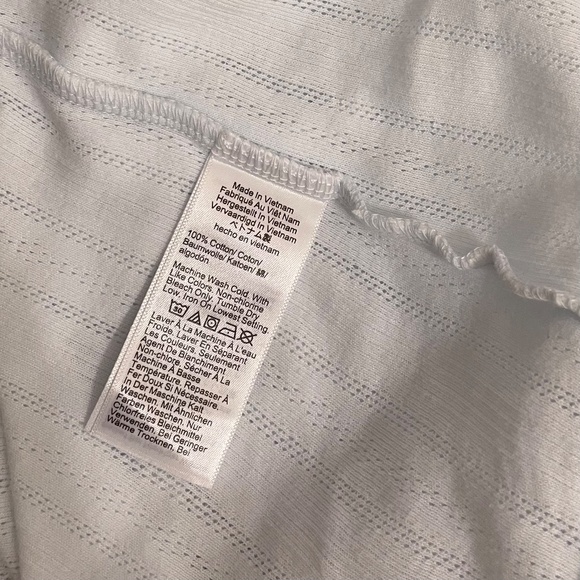 Made In Vietnam
Fabriqué Au Viêt Nam
Hergestellt In Vietnam
Vervaardigd In Vietnam
ベトナム製
hecho en vietnam
100% Cotton/ Coton/
Baumwolle/ Katoen/ 綿/
algodón
Machine Wash Cold. With
Like Colors. Non-chlorine
Bleach Only. Tumble Dry
Low. Iron On Lowest Setting.
30
Laver À La Machine À L'eau
Froide. Laver En Séparant
Les Couleurs, Seulement
Agent De Blanchiment
Non-chlore. Sécher À La
Machine À Basse
Température. Repasser À
Fer Doux Si Nécessaire.
In Der Maschine Kalt
Waschen. Mit Ähnlichen
Farben Waschen. Nur
Chlorfreies Bleichmittel
Verwenden. Bei Geringer
Wärme Trocknen. Bei